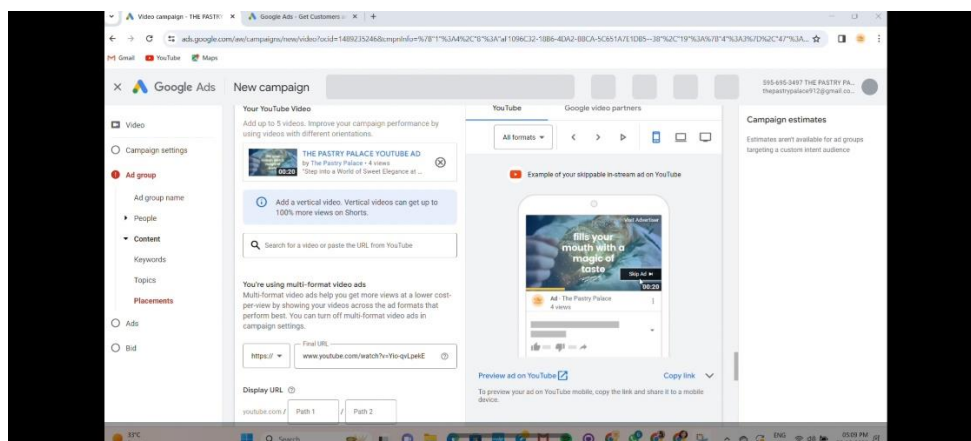 Video campaign - THE PASTRY
Google Ads - Get Customers
Gmail
YouTube
Maps
Google Ads
New campaign
595-695-3497 THE PASTRY PA...
thepastrypalace912@gmail.co...
Video
Campaign settings
Ad group
Ad group name
People
Content
Keywords
Topics
Placements
Ads
Bid
Your YouTube Video
Add up to 5 videos. Improve your campaign performance by
using videos with different orientations.
THE PASTRY PALACE YOUTUBE AD
by The Pastry Palace • 4 views
"Step into a World of Sweet Elegance at ...
00:20
Add a vertical video. Vertical videos can get up to
100% more views on Shorts.
Search for a video or paste the URL from YouTube
You're using multi-format video ads
Multi-format video ads help you get more views at a lower cost-
per-view by showing your videos across the ad formats that
perform best. You can turn off multi-format video ads in
campaign settings.
https://
Final URL
www.youtube.com/watch?v=Yio-qvLpekE
Display URL
youtube.com / Path 1 / Path 2
YouTube
Google video partners
All formats
Example of your skippable in-stream ad on YouTube
Visit Advertiser
fills your
mouth with a
magic of
taste
Skip Ad
00:20
Ad · The Pastry Palace
4 views
Preview ad on YouTube
Copy link
To preview your ad on YouTube mobile, copy the link and share it to a mobile
device.
Campaign estimates
Estimates aren't available for ad groups
targeting a custom intent audience
33°C
Search
ENG
05:09 PM